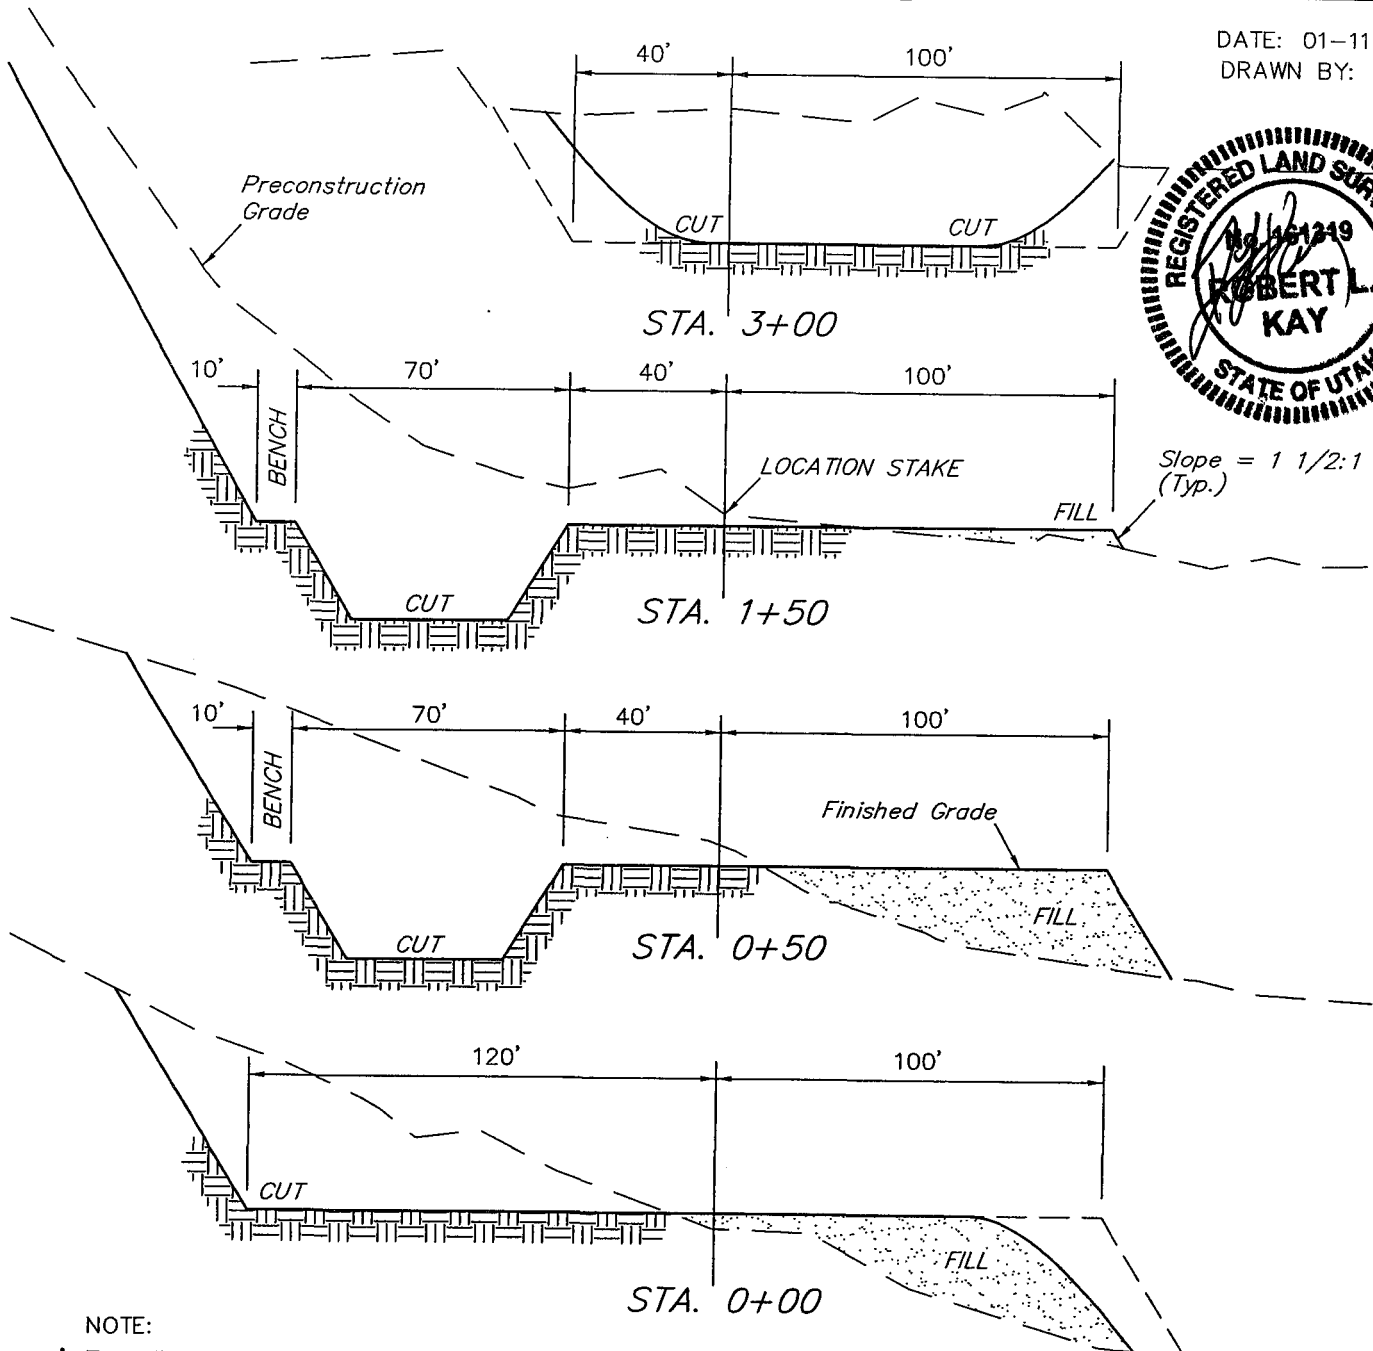 DATE: 01-11
DRAWN BY:
40'
100'
Preconstruction
Grade
CUT
CUT
STA. 3+00
REGISTERED LAND SUR
No. 161319
ROBERT L.
KAY
STATE OF UTAH
10'
70'
40'
100'
BENCH
LOCATION STAKE
Slope = 1 1/2:1
(Typ.)
FILL
CUT
STA. 1+50
10'
70'
40'
100'
BENCH
Finished Grade
CUT
FILL
STA. 0+50
120'
100'
CUT
FILL
STA. 0+00
NOTE: